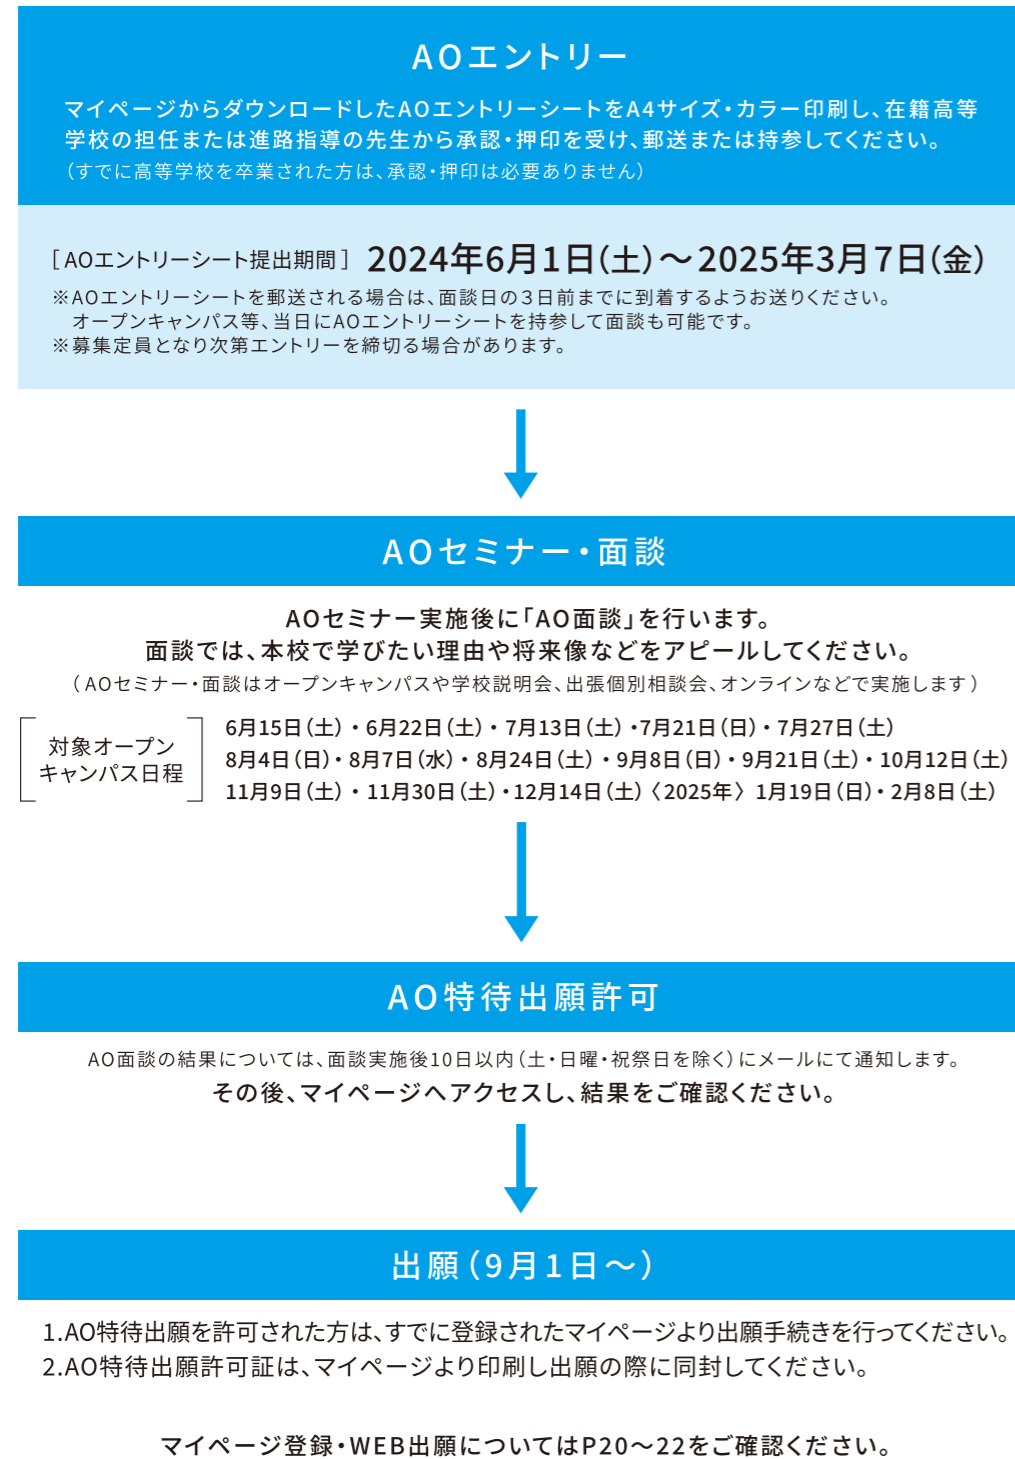 AOエントリー
マイページからダウンロードしたAOエントリーシートをA4サイズ・カラー印刷し、在籍高等
学校の担任または進路指導の先生から承認・押印を受け、郵送または持参してください。
（すでに高等学校を卒業された方は、承認・押印は必要ありません）
［AOエントリーシート提出期間］ 2024年6月1日（土）～2025年3月7日（金）
※AOエントリーシートを郵送される場合は、面談日の３日前までに到着するようお送りください。
オープンキャンパス等、当日にAOエントリーシートを持参して面談も可能です。
※募集定員となり次第エントリーを締切る場合があります。
AOセミナー・面談
AOセミナー実施後に「AO面談」を行います。
面談では、本校で学びたい理由や将来像などをアピールしてください。
（AOセミナー・面談はオープンキャンパスや学校説明会、出張個別相談会、オンラインなどで実施します）
対象オープン
キャンパス日程
6月15日（土）・6月22日（土）・7月13日（土）・7月21日（日）・7月27日（土）
8月4日（日）・8月7日（水）・8月24日（土）・9月8日（日）・9月21日（土）・10月12日（土）
11月9日（土）・11月30日（土）・12月14日（土）〈2025年〉1月19日（日）・2月8日（土）
AO特待出願許可
AO面談の結果については、面談実施後10日以内（土・日曜・祝祭日を除く）にメールにて通知します。
その後、マイページへアクセスし、結果をご確認ください。
出願（9月1日～）
1.AO特待出願を許可された方は、すでに登録されたマイページより出願手続きを行ってください。
2.AO特待出願許可証は、マイページより印刷し出願の際に同封してください。
マイページ登録・WEB出願についてはP20～22をご確認ください。